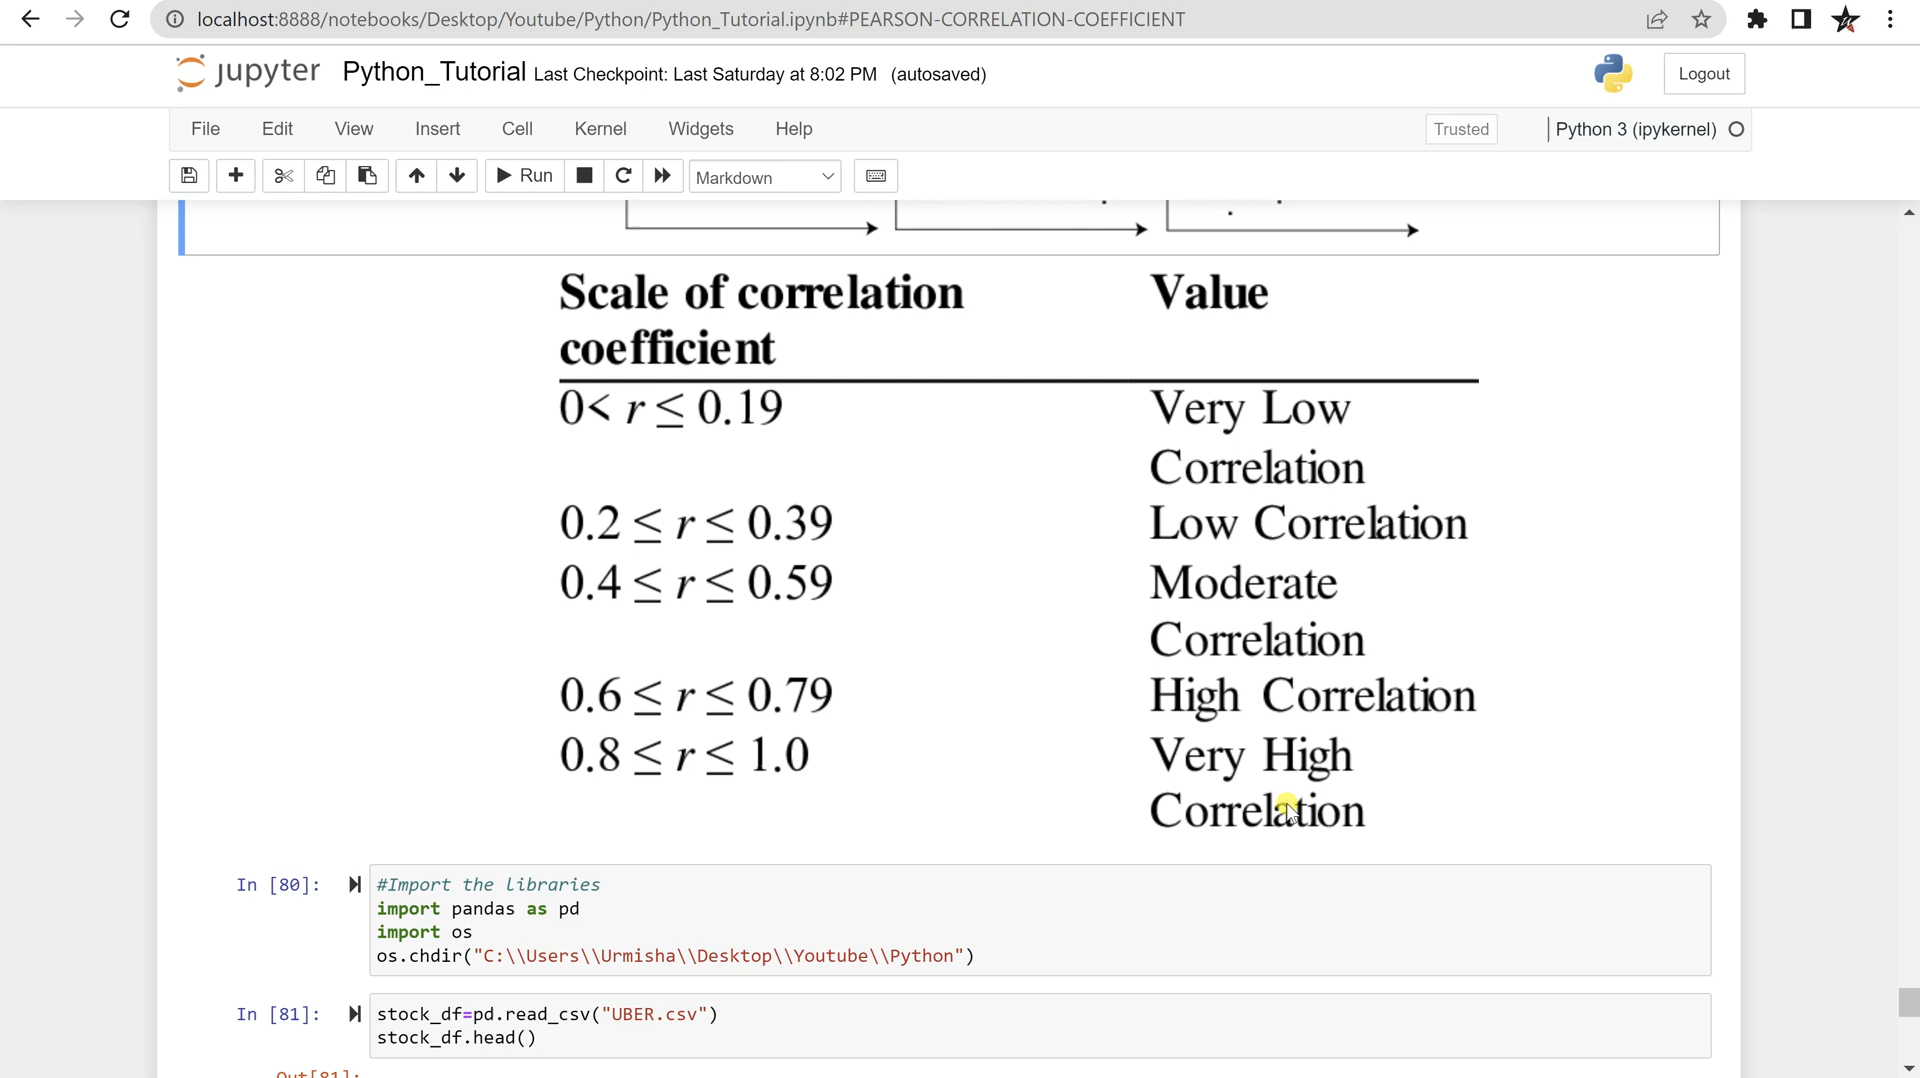 localhost:8888/notebooks/Desktop/Youtube/Python/Python_Tutorial.ipynb#PEARSON-CORRELATION-COEFFICIENT
jupyter Python_Tutorial Last Checkpoint: Last Saturday at 8:02 PM (autosaved)
Logout
File Edit View Insert Cell Kernel Widgets Help
Trusted
Python 3 (ipykernel)
Run
Markdown
Scale of correlation Value
coefficient
0< r ≤ 0.19 Very Low
Correlation
0.2 ≤ r ≤ 0.39 Low Correlation
0.4 ≤ r ≤ 0.59 Moderate
Correlation
0.6 ≤ r ≤ 0.79 High Correlation
0.8 ≤ r ≤ 1.0 Very High
Correlation
In [80]: #Import the libraries
import pandas as pd
import os
os.chdir("C:\\Users\\Urmisha\\Desktop\\Youtube\\Python")
In [81]: stock_df=pd.read_csv("UBER.csv")
stock_df.head()
Out[81]: